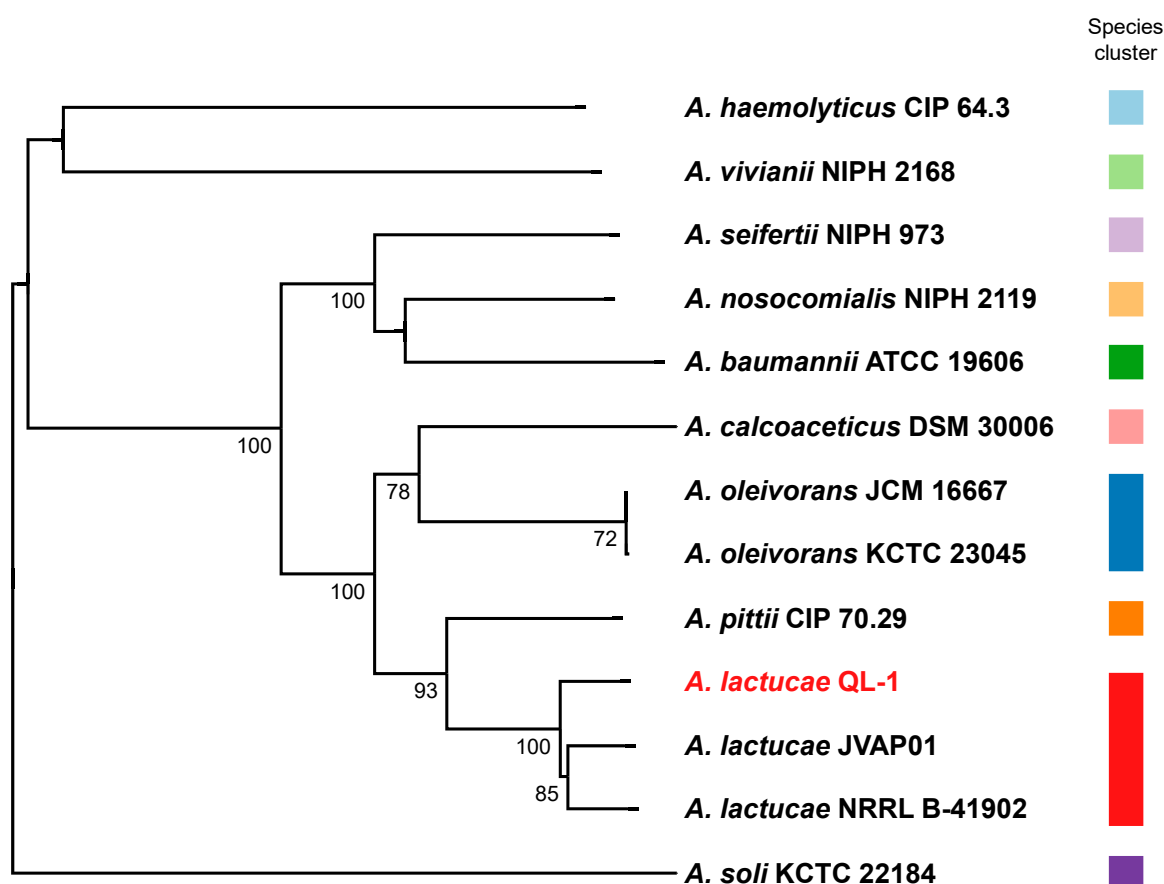 Species
cluster
A. haemolyticus CIP 64.3
A. vivianii NIPH 2168
A. seifertii NIPH 973
100
A. nosocomialis NIPH 2119
A. baumannii ATCC 19606
A. calcoaceticus DSM 30006
100
78
A. oleivorans JCM 16667
72
A. oleivorans KCTC 23045
100
A. pittii CIP 70.29
93
A. lactucae QL-1
100
A. lactucae JVAP01
85
A. lactucae NRRL B-41902
A. soli KCTC 22184